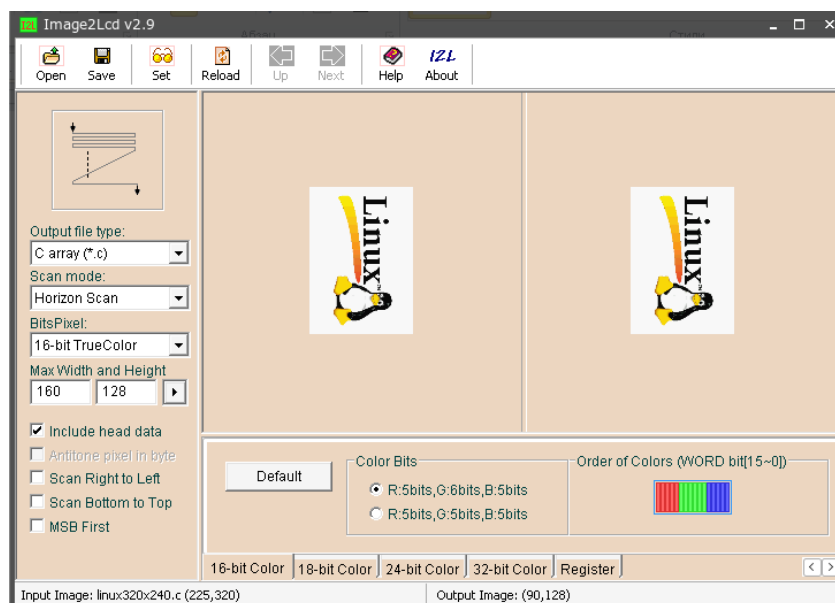 Image2Lcd v2.9
Open Save Set Reload Up Next Help About
Output file type:
C array (*.c)
Scan mode:
Horizon Scan
BitsPixel:
16-bit TrueColor
Max Width and Height
160 128
Include head data
Antitone pixel in byte
Scan Right to Left
Scan Bottom to Top
MSB First
Linux
Linux
Default
Color Bits
R:5bits,G:6bits,B:5bits
R:5bits,G:5bits,B:5bits
Order of Colors (WORD bit[15~0])
16-bit Color 18-bit Color 24-bit Color 32-bit Color Register
Input Image: linux320x240.c (225,320) Output Image: (90,128)